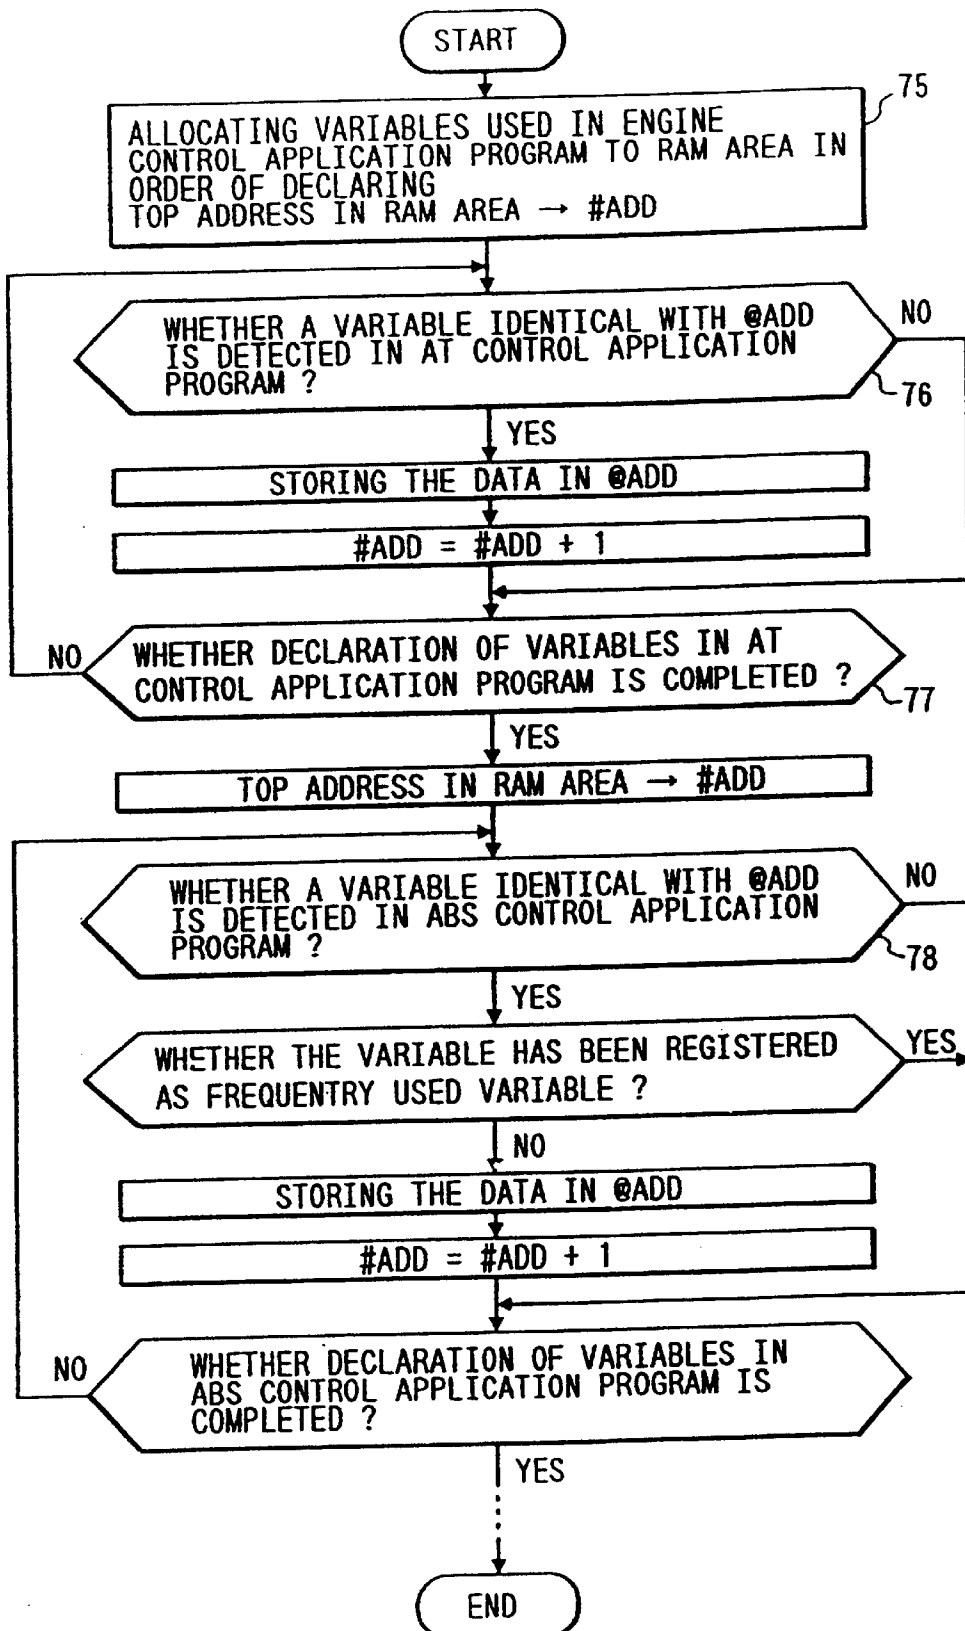 START
75
ALLOCATING VARIABLES USED IN ENGINE
CONTROL APPLICATION PROGRAM TO RAM AREA IN
ORDER OF DECLARING
TOP ADDRESS IN RAM AREA → #ADD
WHETHER A VARIABLE IDENTICAL WITH @ADD
IS DETECTED IN AT CONTROL APPLICATION
PROGRAM ?
NO
76
YES
STORING THE DATA IN @ADD
#ADD = #ADD + 1
NO
WHETHER DECLARATION OF VARIABLES IN AT
CONTROL APPLICATION PROGRAM IS COMPLETED ?
77
YES
TOP ADDRESS IN RAM AREA → #ADD
WHETHER A VARIABLE IDENTICAL WITH @ADD
IS DETECTED IN ABS CONTROL APPLICATION
PROGRAM ?
NO
78
YES
WHETHER THE VARIABLE HAS BEEN REGISTERED
AS FREQUENTRY USED VARIABLE ?
YES
NO
STORING THE DATA IN @ADD
#ADD = #ADD + 1
NO
WHETHER DECLARATION OF VARIABLES IN
ABS CONTROL APPLICATION PROGRAM IS
COMPLETED ?
YES
END